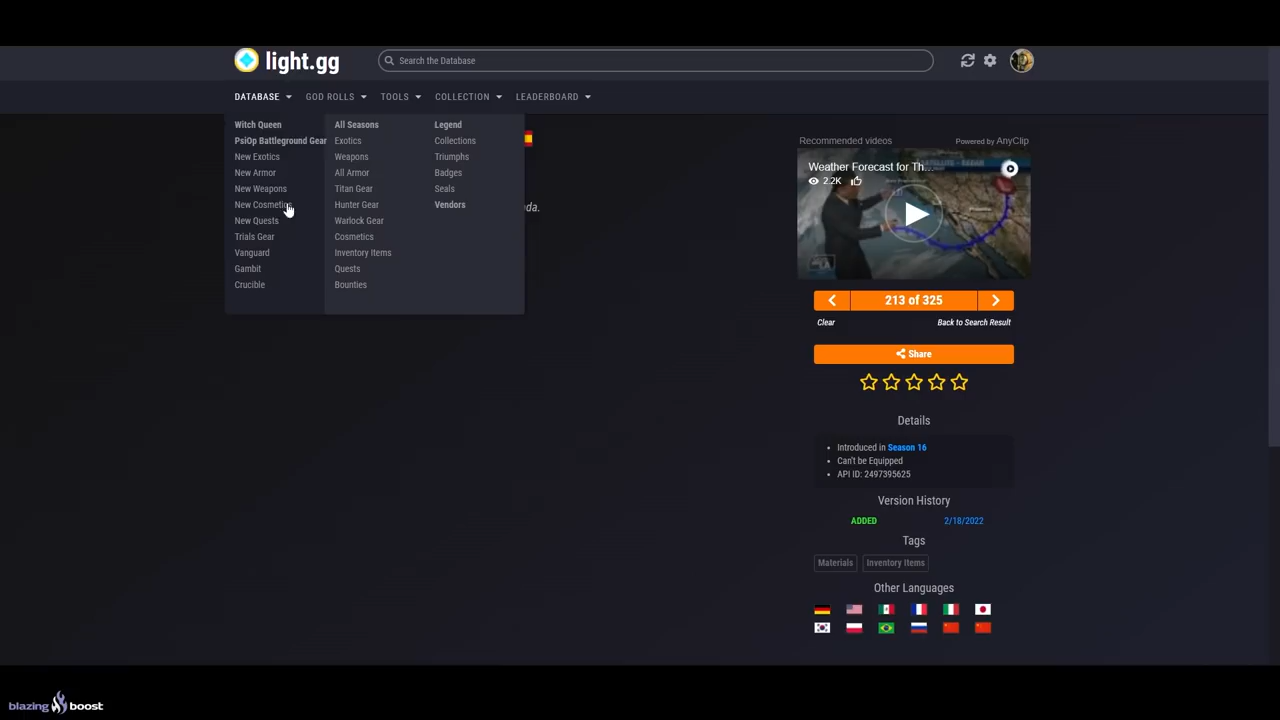 light.gg
Search the Database
DATABASE
GOD ROLLS
TOOLS
COLLECTION
LEADERBOARD
Witch Queen
PsiOp Battleground Gear
New Exotics
New Armor
New Weapons
New Cosmetics
New Quests
Trials Gear
Vanguard
Gambit
Crucible
All Seasons
Exotics
Weapons
All Armor
Titan Gear
Hunter Gear
Warlock Gear
Cosmetics
Inventory Items
Quests
Bounties
Legend
Collections
Triumphs
Badges
Seals
Vendors
da.
Recommended videos
Powered by AnyClip
Weather Forecast for Th...
2.2K
213 of 325
Clear
Back to Search Result
Share
Details
Introduced in Season 16
Can't be Equipped
API ID: 2497395625
Version History
ADDED
2/18/2022
Tags
Materials
Inventory Items
Other Languages
blazing boost